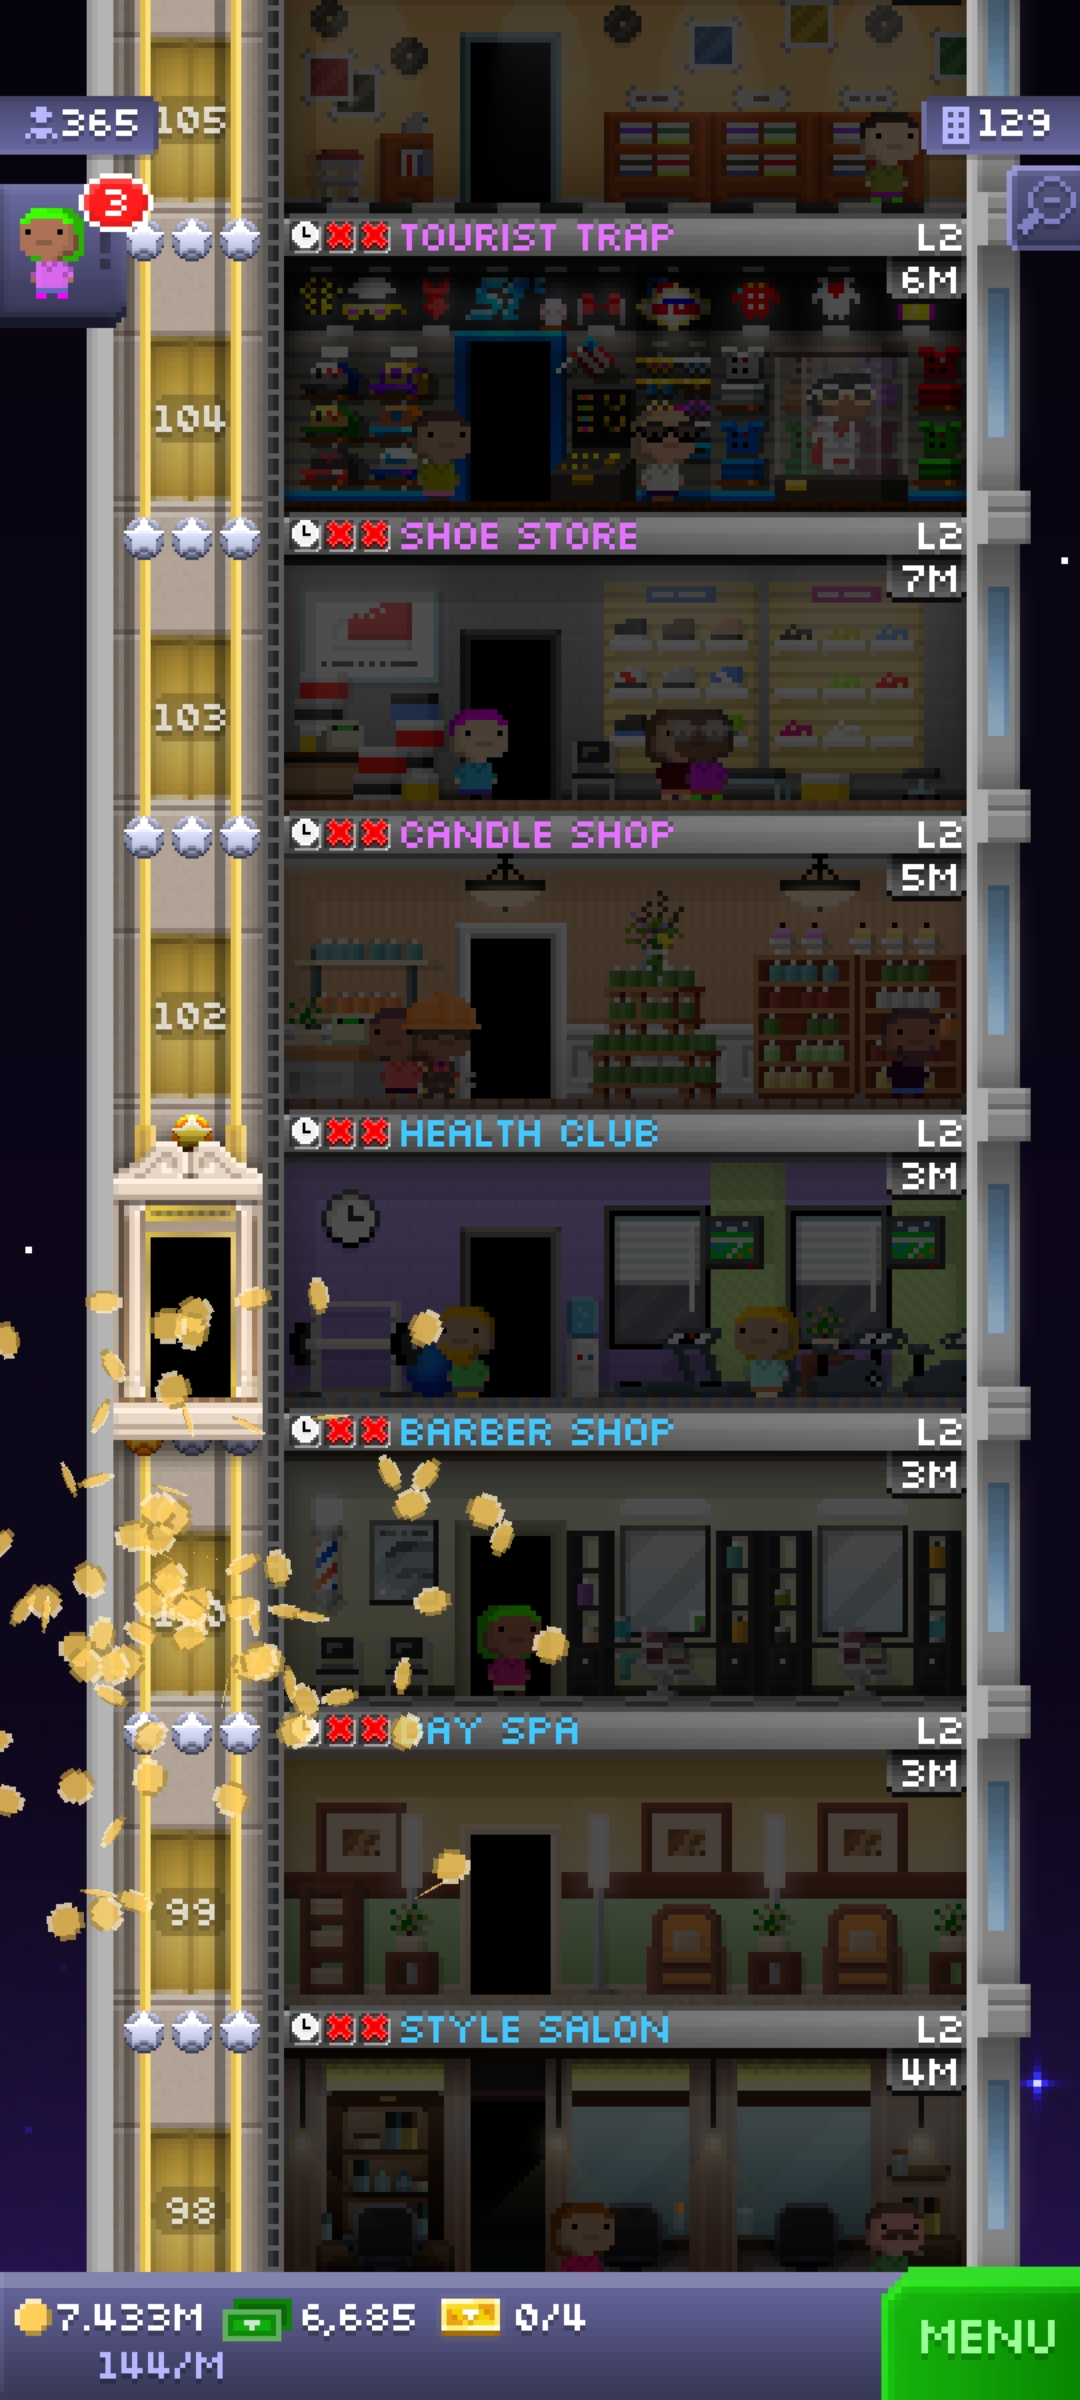 105
365
129
3
TOURIST TRAP L2
6M
104
SHOE STORE L2
7M
103
CANDLE SHOP L2
5M
102
HEALTH CLUB L2
3M
BARBER SHOP L2
3M
AY SPA L2
3M
99
STYLE SALON L2
4M
98
7.433M 6,685 0/4
144/M
MENU